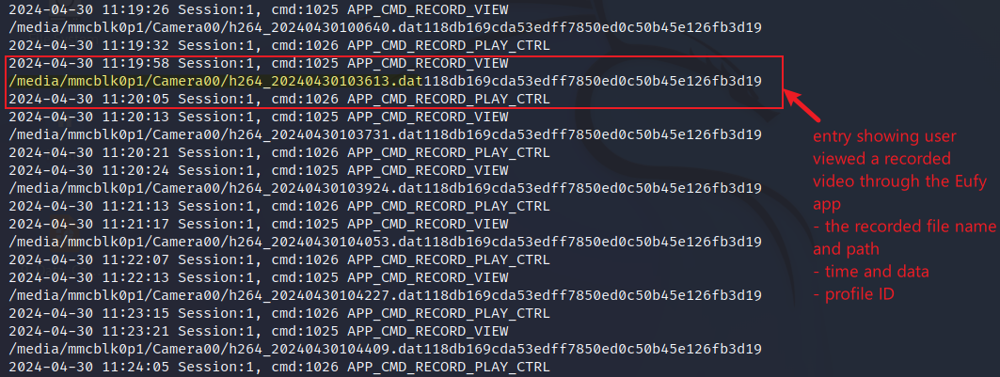 2024-04-30 11:19:26 Session:1, cmd:1025 APP_CMD_RECORD_VIEW
/media/mmcblk0p1/Camera00/h264_20240430100640.dat118db169cda53edff7850ed0c50b45e126fb3d19
2024-04-30 11:19:32 Session:1, cmd:1026 APP_CMD_RECORD_PLAY_CTRL
2024-04-30 11:19:58 Session:1, cmd:1025 APP_CMD_RECORD_VIEW
/media/mmcblk0p1/Camera00/h264_20240430103613.dat118db169cda53edff7850ed0c50b45e126fb3d19
2024-04-30 11:20:05 Session:1, cmd:1026 APP_CMD_RECORD_PLAY_CTRL
2024-04-30 11:20:13 Session:1, cmd:1025 APP_CMD_RECORD_VIEW
/media/mmcblk0p1/Camera00/h264_20240430103731.dat118db169cda53edff7850ed0c50b45e126fb3d19
2024-04-30 11:20:21 Session:1, cmd:1026 APP_CMD_RECORD_PLAY_CTRL
2024-04-30 11:20:24 Session:1, cmd:1025 APP_CMD_RECORD_VIEW
/media/mmcblk0p1/Camera00/h264_20240430103924.dat118db169cda53edff7850ed0c50b45e126fb3d19
2024-04-30 11:21:13 Session:1, cmd:1026 APP_CMD_RECORD_PLAY_CTRL
2024-04-30 11:21:17 Session:1, cmd:1025 APP_CMD_RECORD_VIEW
/media/mmcblk0p1/Camera00/h264_20240430104053.dat118db169cda53edff7850ed0c50b45e126fb3d19
2024-04-30 11:22:07 Session:1, cmd:1026 APP_CMD_RECORD_PLAY_CTRL
2024-04-30 11:22:13 Session:1, cmd:1025 APP_CMD_RECORD_VIEW
/media/mmcblk0p1/Camera00/h264_20240430104227.dat118db169cda53edff7850ed0c50b45e126fb3d19
2024-04-30 11:23:15 Session:1, cmd:1026 APP_CMD_RECORD_PLAY_CTRL
2024-04-30 11:23:21 Session:1, cmd:1025 APP_CMD_RECORD_VIEW
/media/mmcblk0p1/Camera00/h264_20240430104409.dat118db169cda53edff7850ed0c50b45e126fb3d19
2024-04-30 11:24:05 Session:1, cmd:1026 APP_CMD_RECORD_PLAY_CTRL
entry showing user
viewed a recorded
video through the Eufy
app
- the recorded file name
and path
- time and data
- profile ID